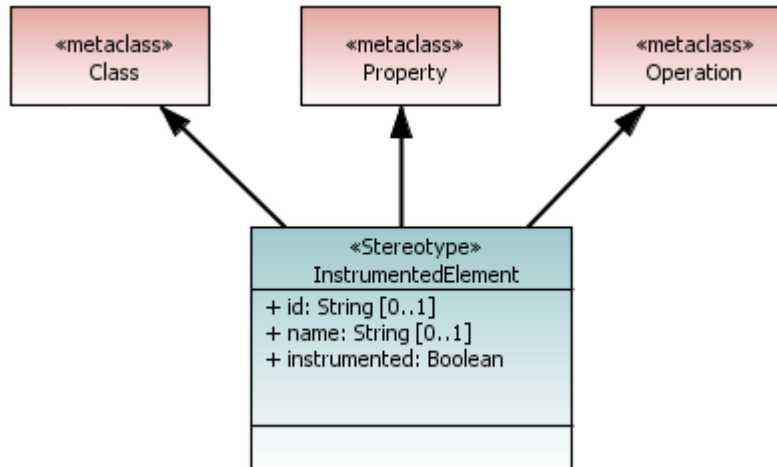 «metaclass»
Class
«metaclass»
Property
«metaclass»
Operation
«Stereotype»
InstrumentedElement
+ id: String [0..1]
+ name: String [0..1]
+ instrumented: Boolean